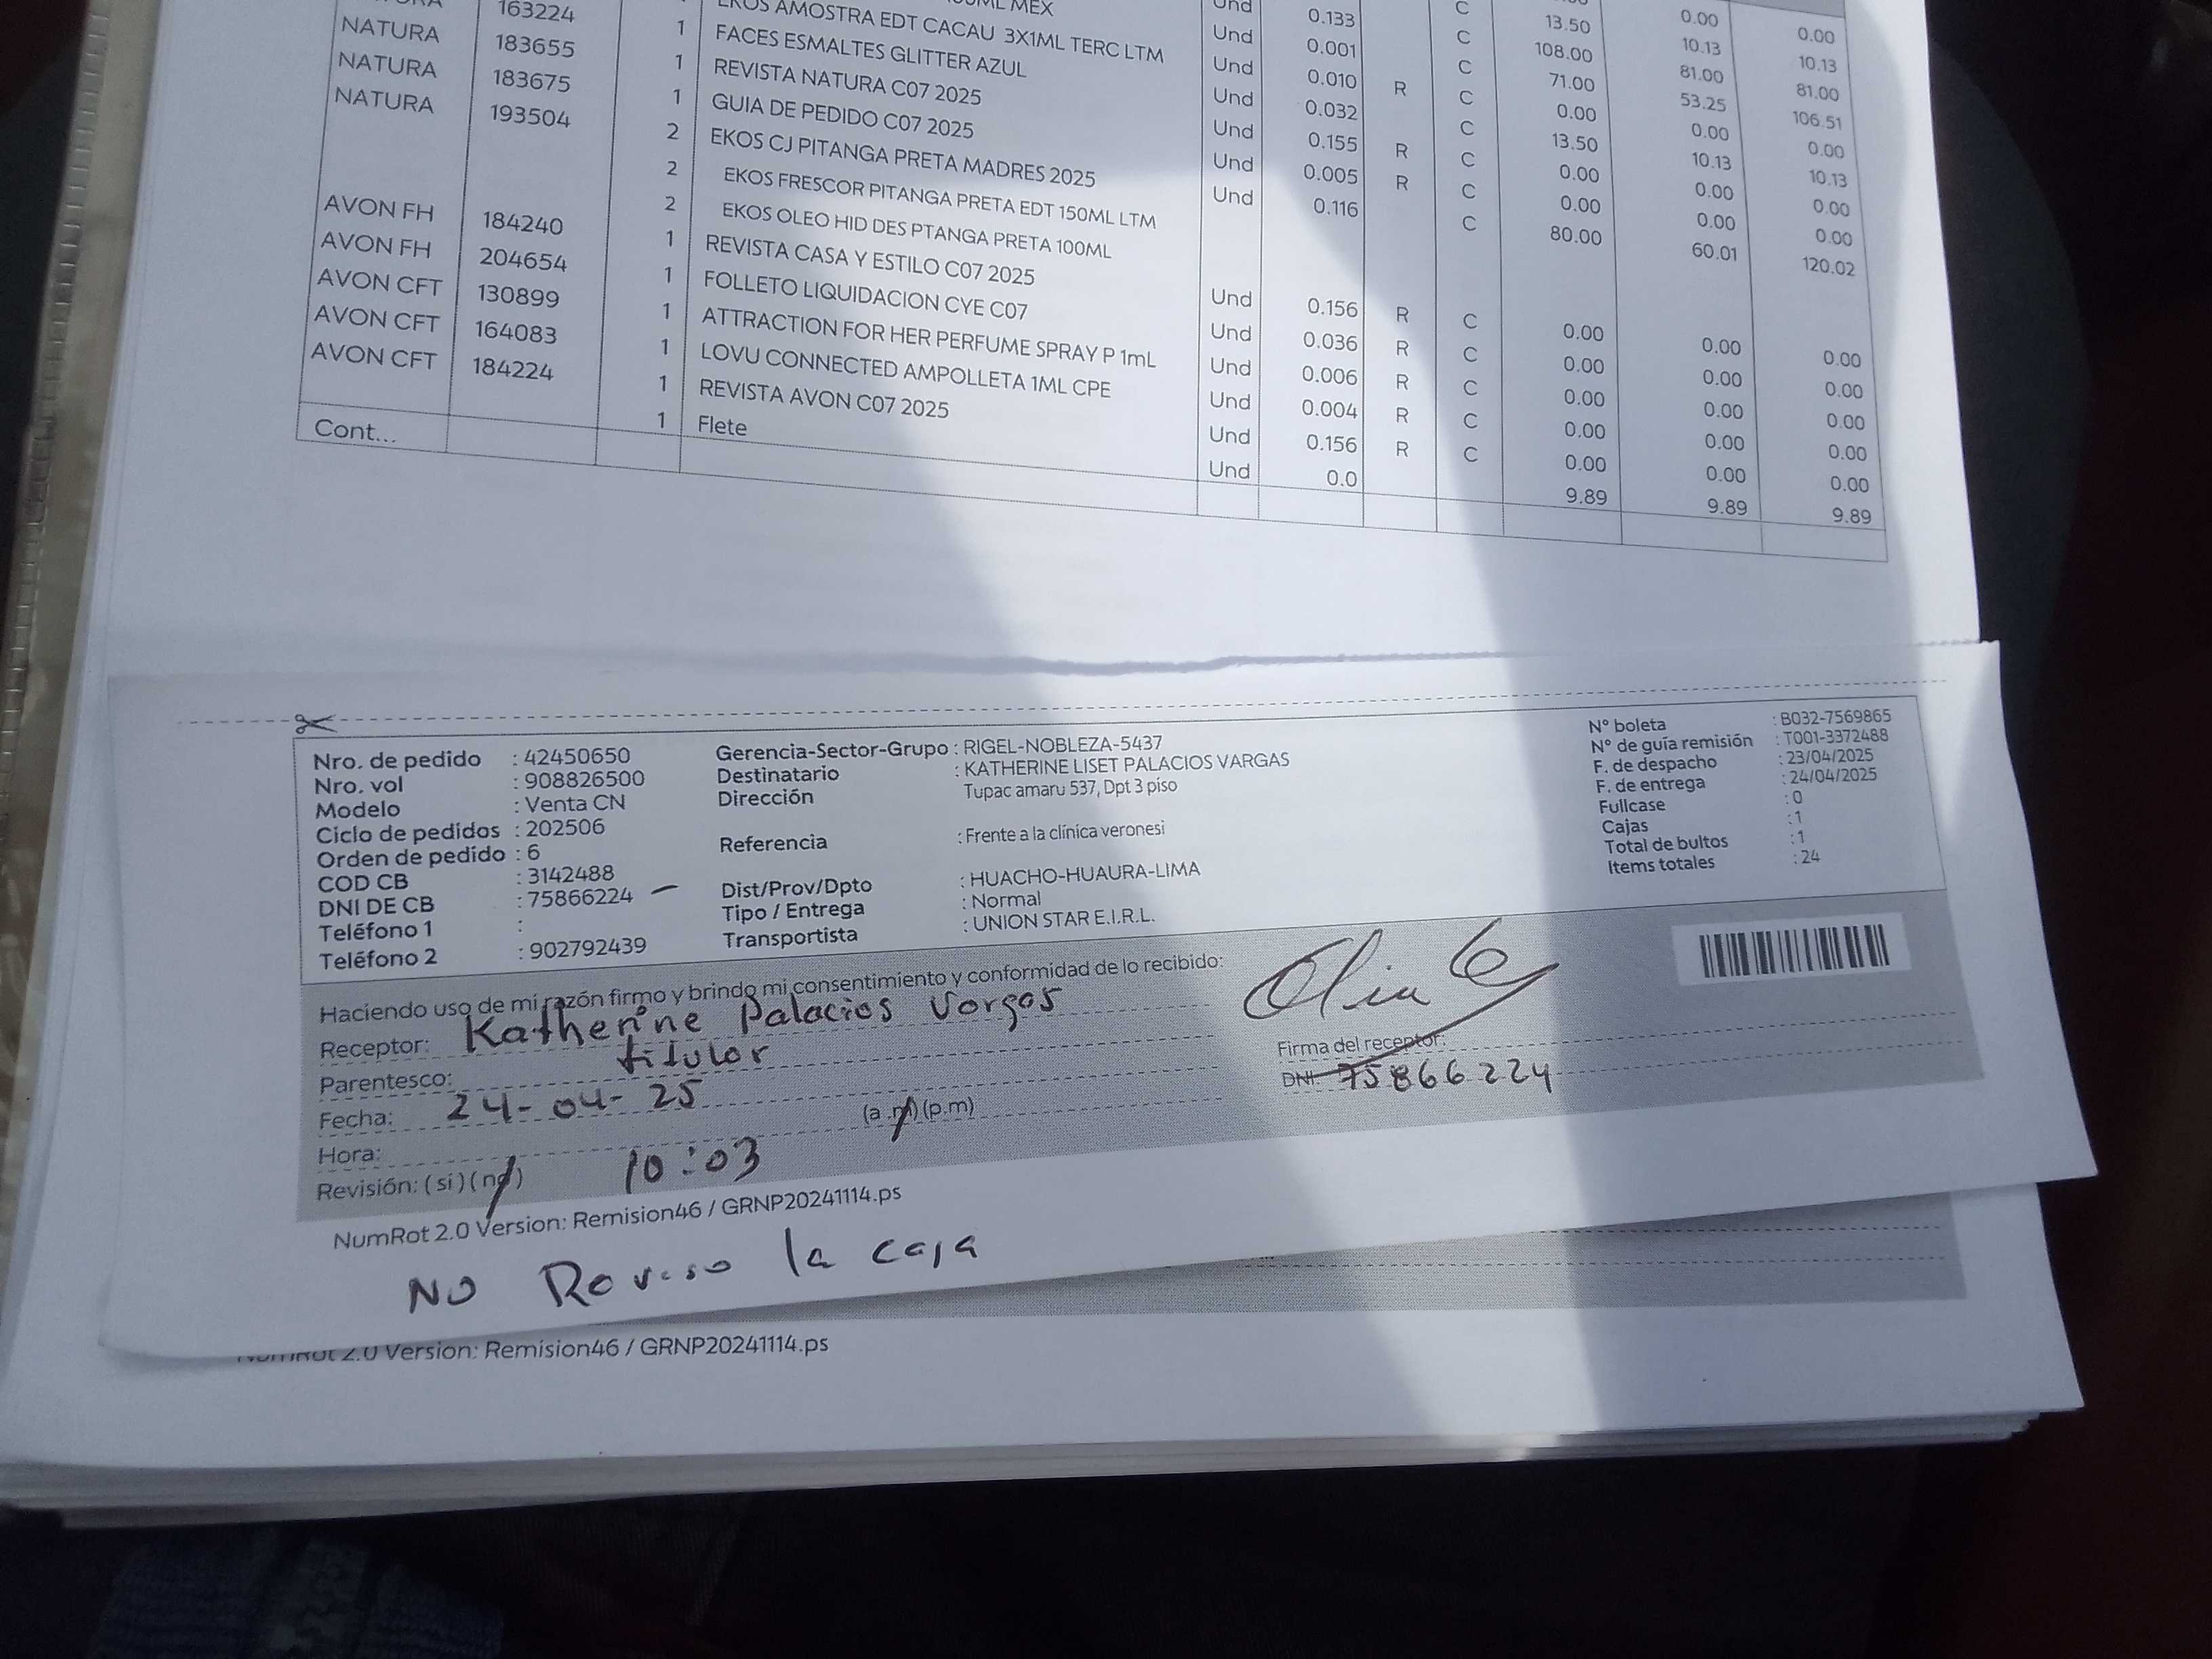 163224 ML MEX Und 0.133 C 13.50 0.00 0.00
NATURA 183655 1 EKOS AMOSTRA EDT CACAU 3X1ML TERC LTM Und 0.001 C 108.00 10.13 10.13
NATURA 183675 1 FACES ESMALTES GLITTER AZUL Und 0.010 R C 71.00 81.00 81.00
NATURA 193504 1 REVISTA NATURA C07 2025 Und 0.032 C 0.00 53.25 106.51
2 GUIA DE PEDIDO C07 2025 Und 0.155 R C 13.50 0.00 0.00
2 EKOS CJ PITANGA PRETA MADRES 2025 Und 0.005 R C 0.00 10.13 10.13
2 EKOS FRESCOR PITANGA PRETA EDT 150ML LTM Und 0.116 C 0.00 0.00 0.00
EKOS OLEO HID DES PTANGA PRETA 100ML 80.00 0.00 0.00
60.01 120.02
AVON FH 184240 1 REVISTA CASA Y ESTILO C07 2025 Und 0.156 R C 0.00 0.00 0.00
AVON FH 204654 1 FOLLETO LIQUIDACION CYE C07 Und 0.036 R C 0.00 0.00 0.00
AVON CFT 130899 1 ATTRACTION FOR HER PERFUME SPRAY P 1mL Und 0.006 R C 0.00 0.00 0.00
AVON CFT 164083 1 LOVU CONNECTED AMPOLLETA 1ML CPE Und 0.004 R C 0.00 0.00 0.00
AVON CFT 184224 1 REVISTA AVON C07 2025 Und 0.156 R C 0.00 0.00 0.00
1 Flete Und 0.0 9.89 9.89 9.89
Cont...
Nro. de pedido : 42450650
Nro. vol : 908826500
Modelo : Venta CN
Ciclo de pedidos : 202506
Orden de pedido : 6
COD CB : 3142488
DNI DE CB : 75866224
Teléfono 1 :
Teléfono 2 : 902792439
Gerencia-Sector-Grupo : RIGEL-NOBLEZA-5437
Destinatario : KATHERINE LISET PALACIOS VARGAS
Dirección Tupac amaru 537, Dpt 3 piso
Referencia : Frente a la clínica veronesi
Dist/Prov/Dpto : HUACHO-HUAURA-LIMA
Tipo / Entrega : Normal
Transportista : UNION STAR E.I.R.L.
N° boleta : B032-7569865
N° de guía remisión : T001-3372488
F. de despacho : 23/04/2025
F. de entrega : 24/04/2025
Fullcase : 0
Cajas : 1
Total de bultos : 1
Items totales : 24
Haciendo uso de mi razón firmo y brindo mi consentimiento y conformidad de lo recibido:
Receptor: Katherine Palacios Vargas
Parentesco: titular
Fecha: 24-04-25
Hora: 10:03 (a.m) (p.m)
Revisión: (si) (no)
Firma del receptor:
DNI: 75866224
NumRot 2.0 Version: Remision46 / GRNP20241114.ps
NO Reviso la caja
NumRot 2.0 Version: Remision46 / GRNP20241114.ps